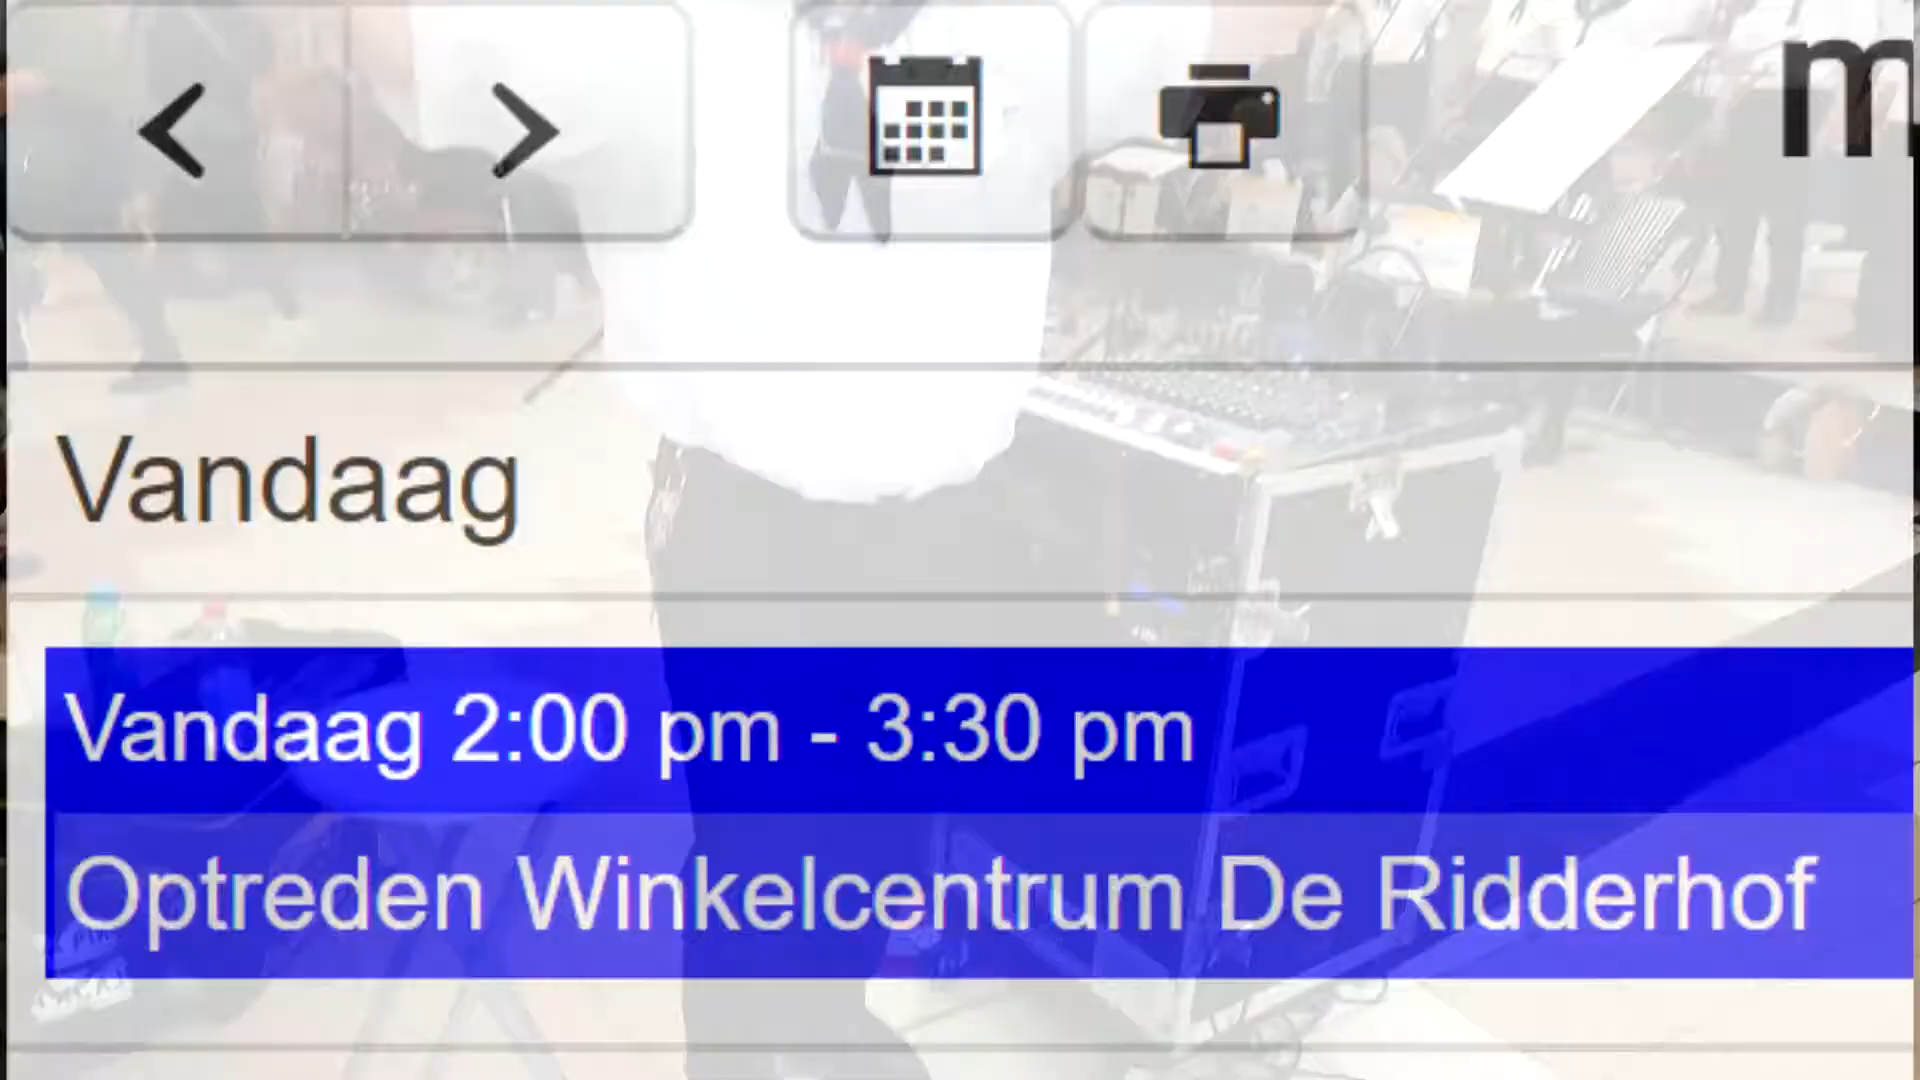 m
Vandaag
Vandaag 2:00 pm - 3:30 pm
Optreden Winkelcentrum De Ridderhof